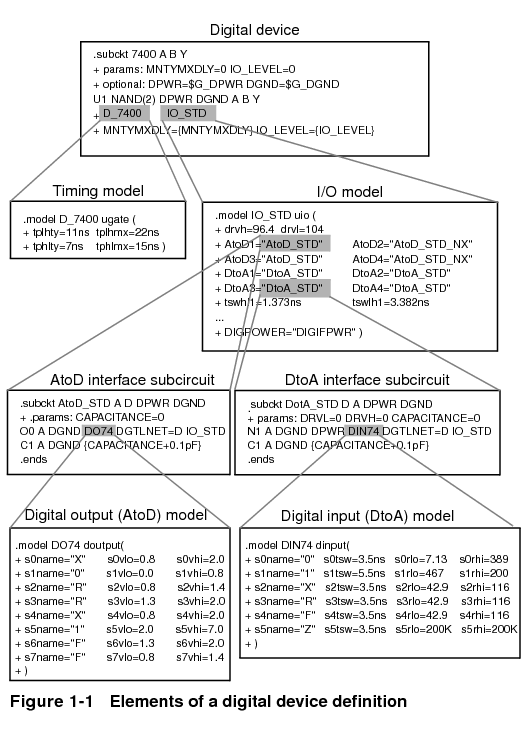 Digital device
.subckt 7400 A B Y
+ params: MNTYMXDLY=0 IO_LEVEL=0
+ optional: DPWR=$G_DPWR DGND=$G_DGND
U1 NAND(2) DPWR DGND A B Y
+ D_7400 IO_STD
+ MNTYMXDLY={MNTYMXDLY} IO_LEVEL={IO_LEVEL}
Timing model
.model D_7400 ugate (
+ tplhty=11ns tplhmx=22ns
+ tphlty=7ns tphlmx=15ns )
I/O model
.model IO_STD uio (
+ drvh=96.4 drvl=104
+ AtoD1="AtoD_STD" AtoD2="AtoD_STD_NX"
+ AtoD3="AtoD_STD" AtoD4="AtoD_STD_NX"
+ DtoA1="DtoA_STD" DtoA2="DtoA_STD"
+ DtoA3="DtoA_STD" DtoA4="DtoA_STD"
+ tswhl1=1.373ns tswlh1=3.382ns
...
+ DIGPOWER="DIGIFPWR" )
AtoD interface subcircuit
.subckt AtoD_STD A D DPWR DGND
+ .params: CAPACITANCE=0
O0 A DGND DO74 DGTLNET=D IO_STD
C1 A DGND {CAPACITANCE+0.1pF}
.ends
DtoA interface subcircuit
.subckt DotA_STD D A DPWR DGND
+ params: DRVL=0 DRVH=0 CAPACITANCE=0
N1 A DGND DPWR DIN74 DGTLNET=D IO_STD
C1 A DGND {CAPACITANCE+0.1pF}
.ends
Digital output (AtoD) model
.model DO74 doutput(
+ s0name="X" s0vlo=0.8 s0vhi=2.0
+ s1name="0" s1vlo=0.0 s1vhi=0.8
+ s2name="R" s2vlo=0.8 s2vhi=1.4
+ s3name="R" s3vlo=1.3 s3vhi=2.0
+ s4name="X" s4vlo=0.8 s4vhi=2.0
+ s5name="1" s5vlo=2.0 s5vhi=7.0
+ s6name="F" s6vlo=1.3 s6vhi=2.0
+ s7name="F" s7vlo=0.8 s7vhi=1.4
+ )
Digital input (DtoA) model
.model DIN74 dinput(
+ s0name="0" s0tsw=3.5ns s0rlo=7.13 s0rhi=389
+ s1name="1" s1tsw=5.5ns s1rlo=467 s1rhi=200
+ s2name="X" s2tsw=3.5ns s2rlo=42.9 s2rhi=116
+ s3name="R" s3tsw=3.5ns s3rlo=42.9 s3rhi=116
+ s4name="F" s4tsw=3.5ns s4rlo=42.9 s4rhi=116
+ s5name="Z" s5tsw=3.5ns s5rlo=200K s5rhi=200K
+ )
Figure 1-1 Elements of a digital device definition